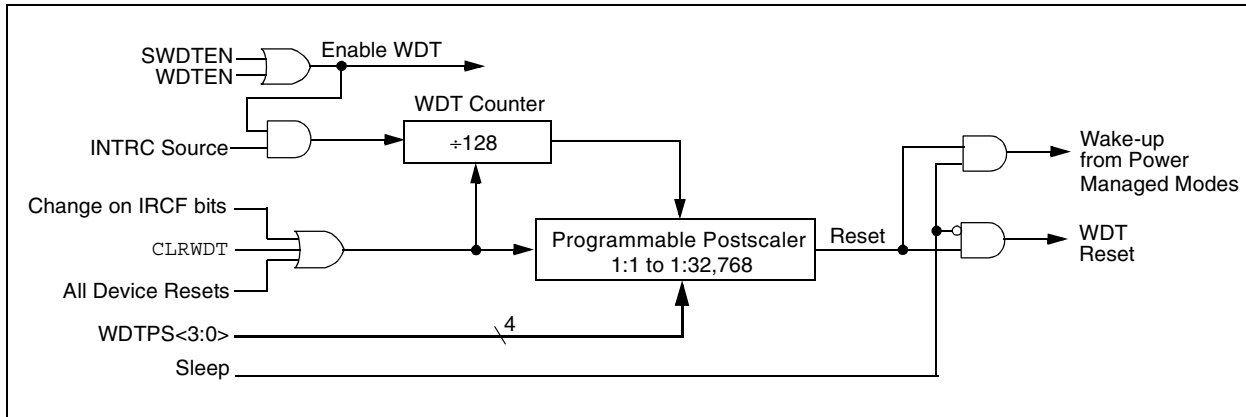 SWDTEN
WDTEN
Enable WDT
WDT Counter
INTRC Source
÷128
Wake-up
from Power
Managed Modes
Change on IRCF bits
CLRWDT
All Device Resets
Programmable Postscaler
1:1 to 1:32,768
Reset
WDT
Reset
WDTPS<3:0>
4
Sleep